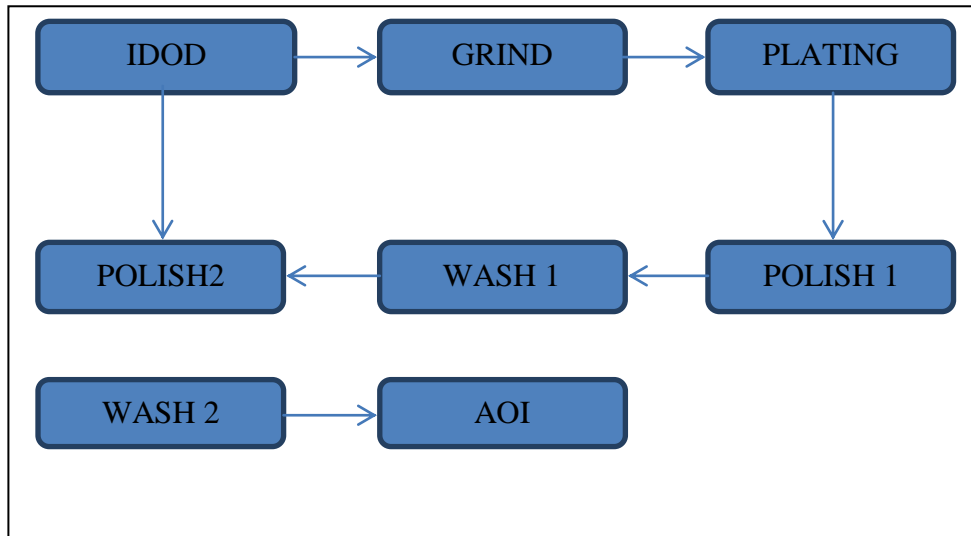 IDOD
GRIND
PLATING
POLISH2
WASH 1
POLISH 1
WASH 2
AOI